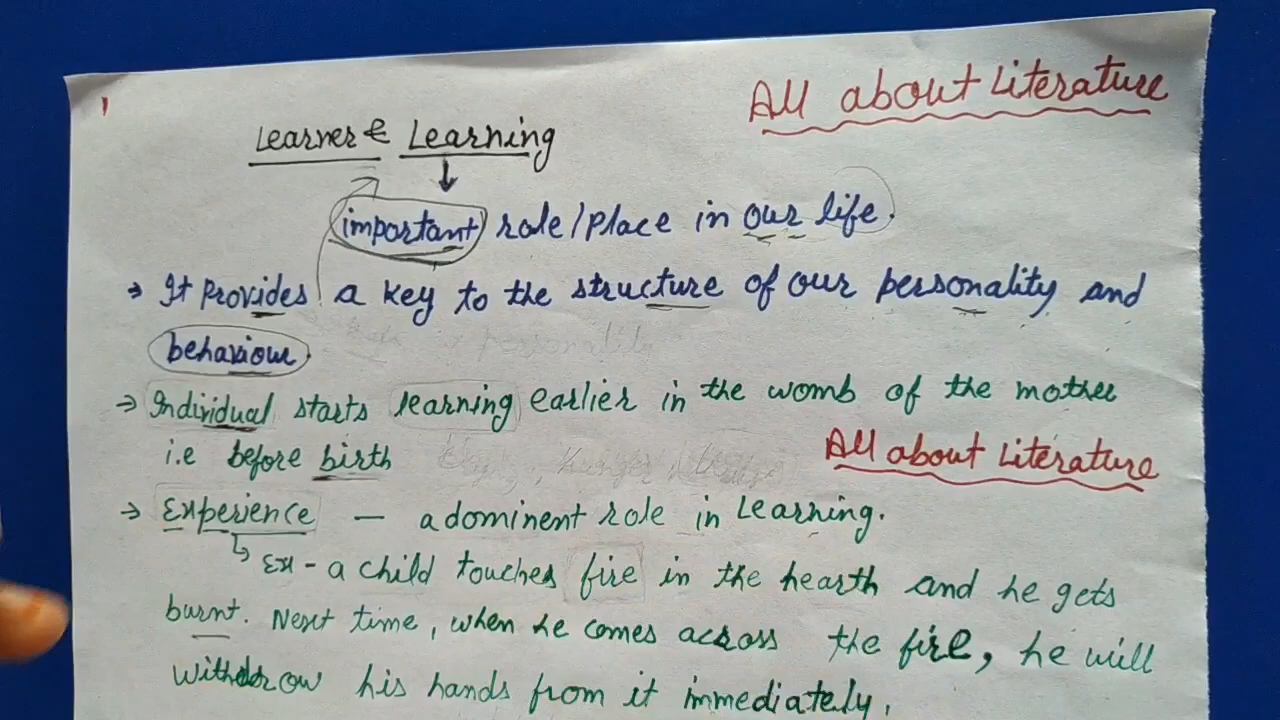 1
All about Literature
Learner & Learning
important role/place in our life.
→ It provides a key to the structure of our personality and
behaviour.
→ Individual starts learning earlier in the womb of the mother
i.e before birth
All about Literature
→ Experience — a dominent role in Learning.
Ex - a child touches fire in the hearth and he gets
burnt. Next time, when he comes across the fire, he will
withdrow his hands from it immediately.